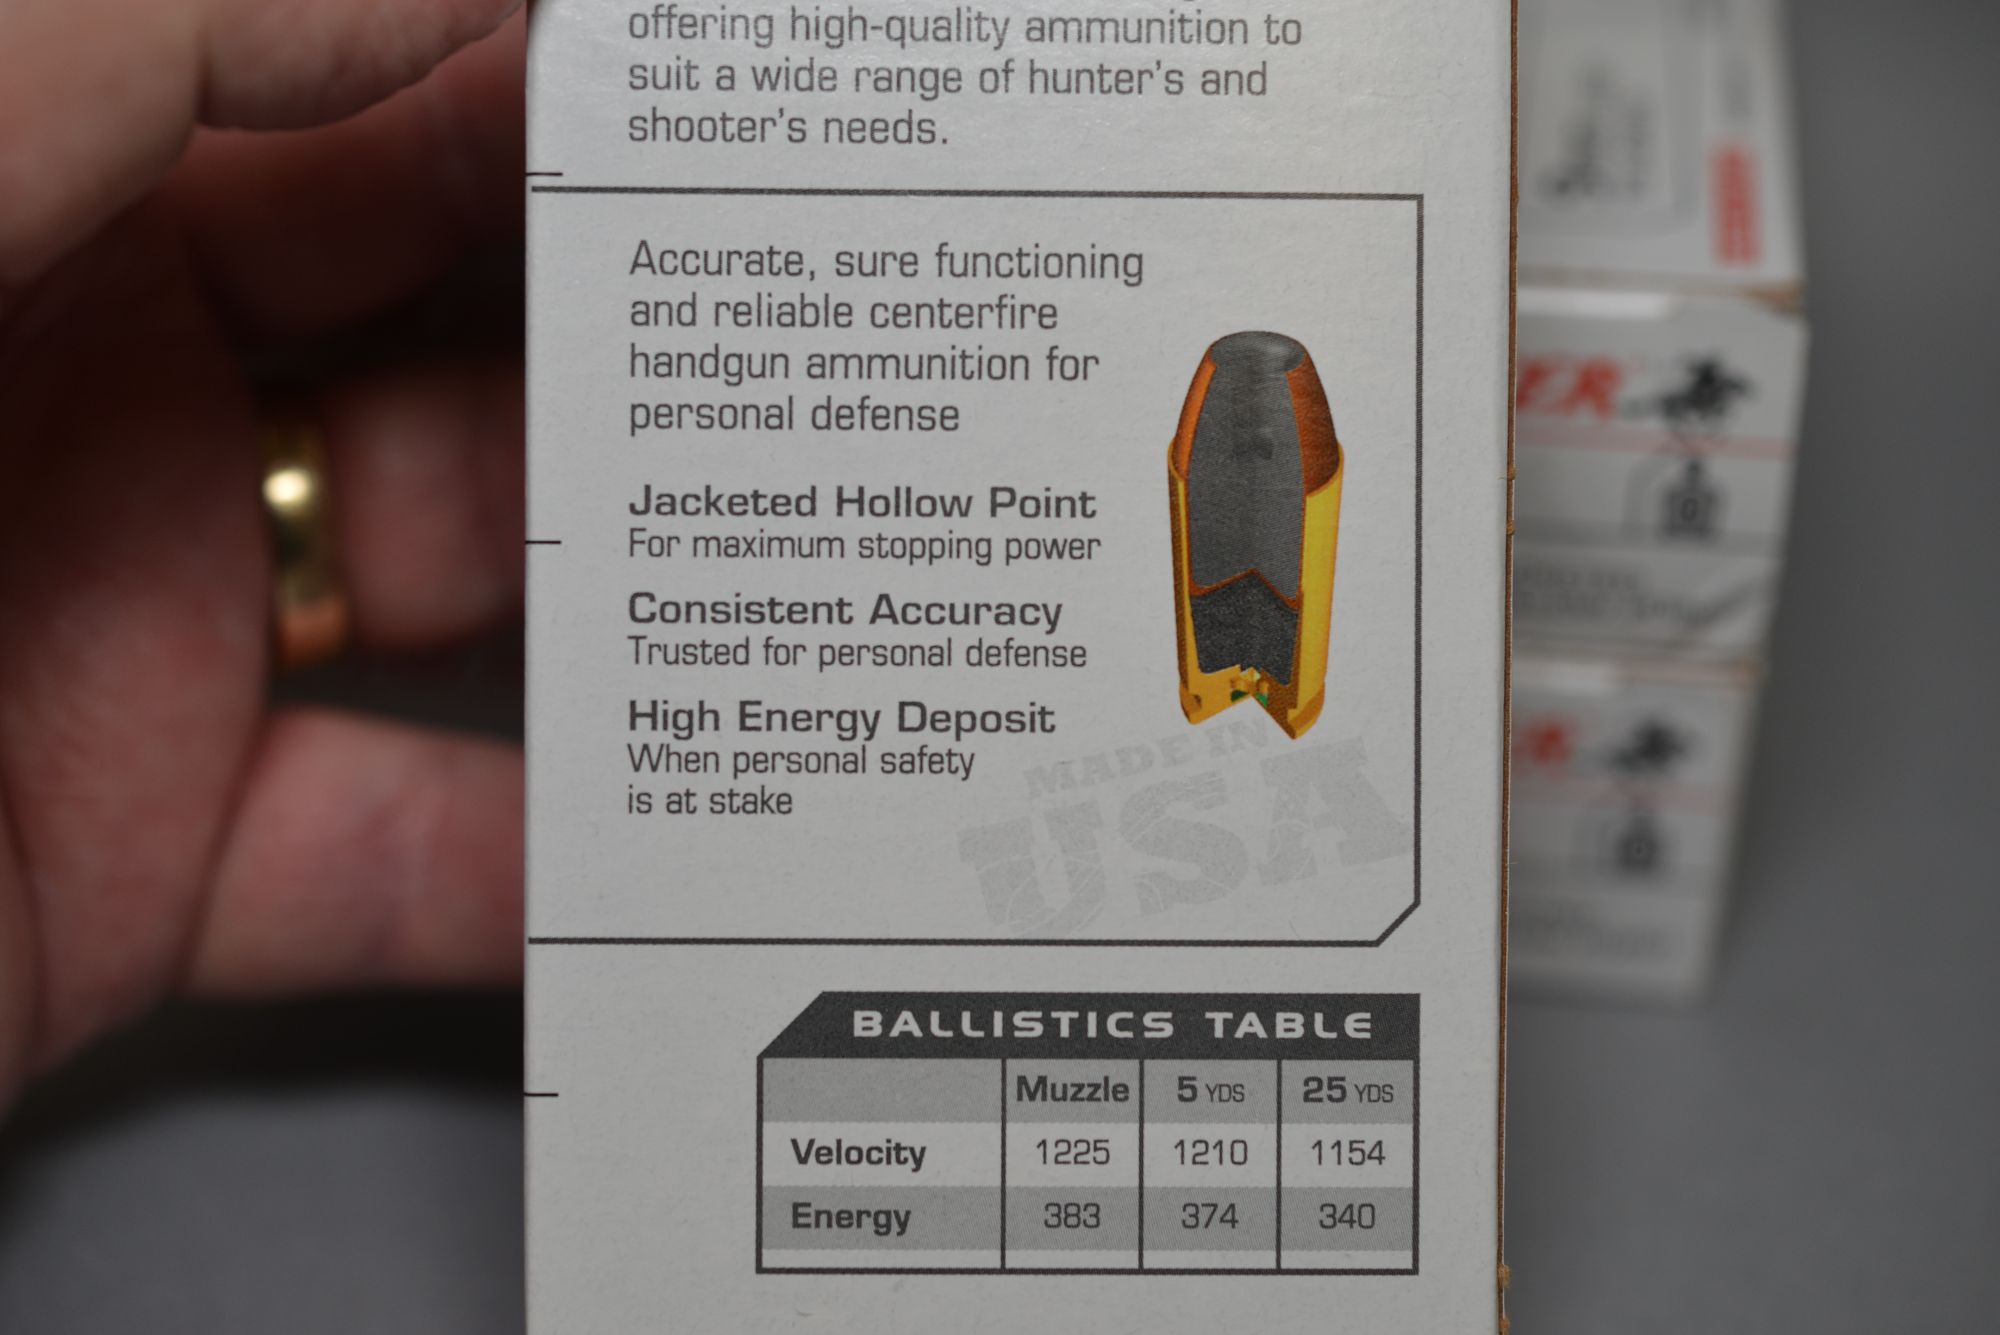 offering high-quality ammunition to
suit a wide range of hunter's and
shooter's needs.
Accurate, sure functioning
and reliable centerfire
handgun ammunition for
personal defense
Jacketed Hollow Point
For maximum stopping power
Consistent Accuracy
Trusted for personal defense
High Energy Deposit
When personal safety
is at stake
MADE IN
USA
BALLISTICS TABLE
Muzzle 5 YDS 25 YDS
Velocity 1225 1210 1154
Energy 383 374 340